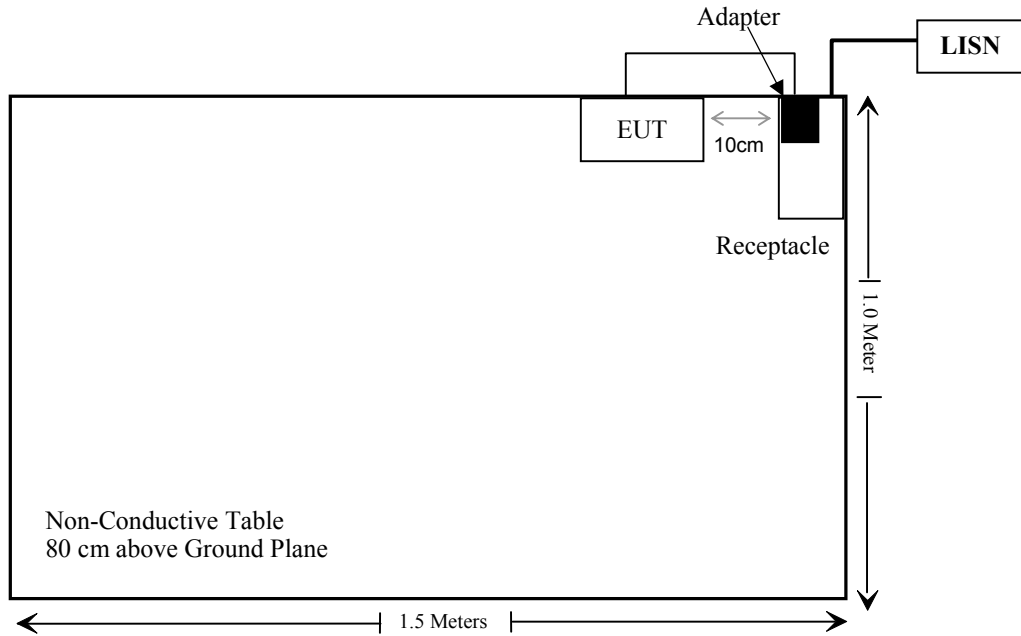 Adapter
LISN
EUT
10cm
Receptacle
1.0 Meter
Non-Conductive Table
80 cm above Ground Plane
1.5 Meters